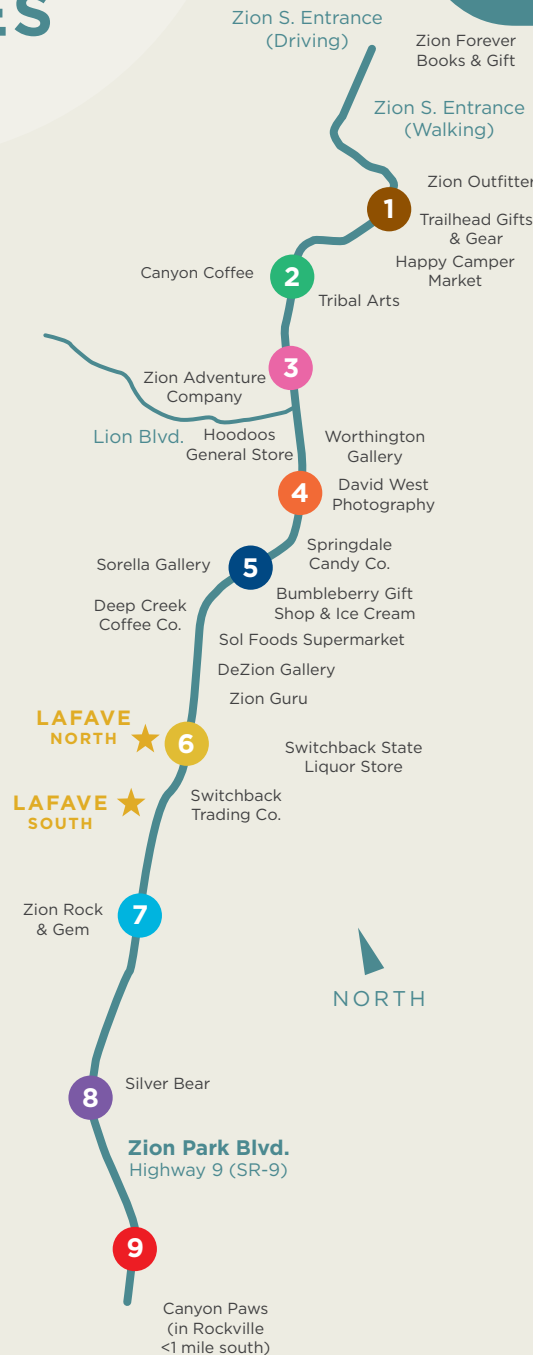 ES
Zion S. Entrance
(Driving)
Zion Forever
Books & Gift
Zion S. Entrance
(Walking)
Zion Outfitter
1
Trailhead Gifts
& Gear
Happy Camper
Market
Canyon Coffee
2
Tribal Arts
3
Zion Adventure
Company
Lion Blvd.
Hoodoos
General Store
Worthington
Gallery
4
David West
Photography
Springdale
Candy Co.
Sorella Gallery
5
Bumbleberry Gift
Shop & Ice Cream
Deep Creek
Coffee Co.
Sol Foods Supermarket
DeZion Gallery
Zion Guru
LAFAVE
NORTH
6
Switchback State
Liquor Store
LAFAVE
SOUTH
Switchback
Trading Co.
Zion Rock
& Gem
7
NORTH
8
Silver Bear
Zion Park Blvd.
Highway 9 (SR-9)
9
Canyon Paws
(in Rockville
<1 mile south)